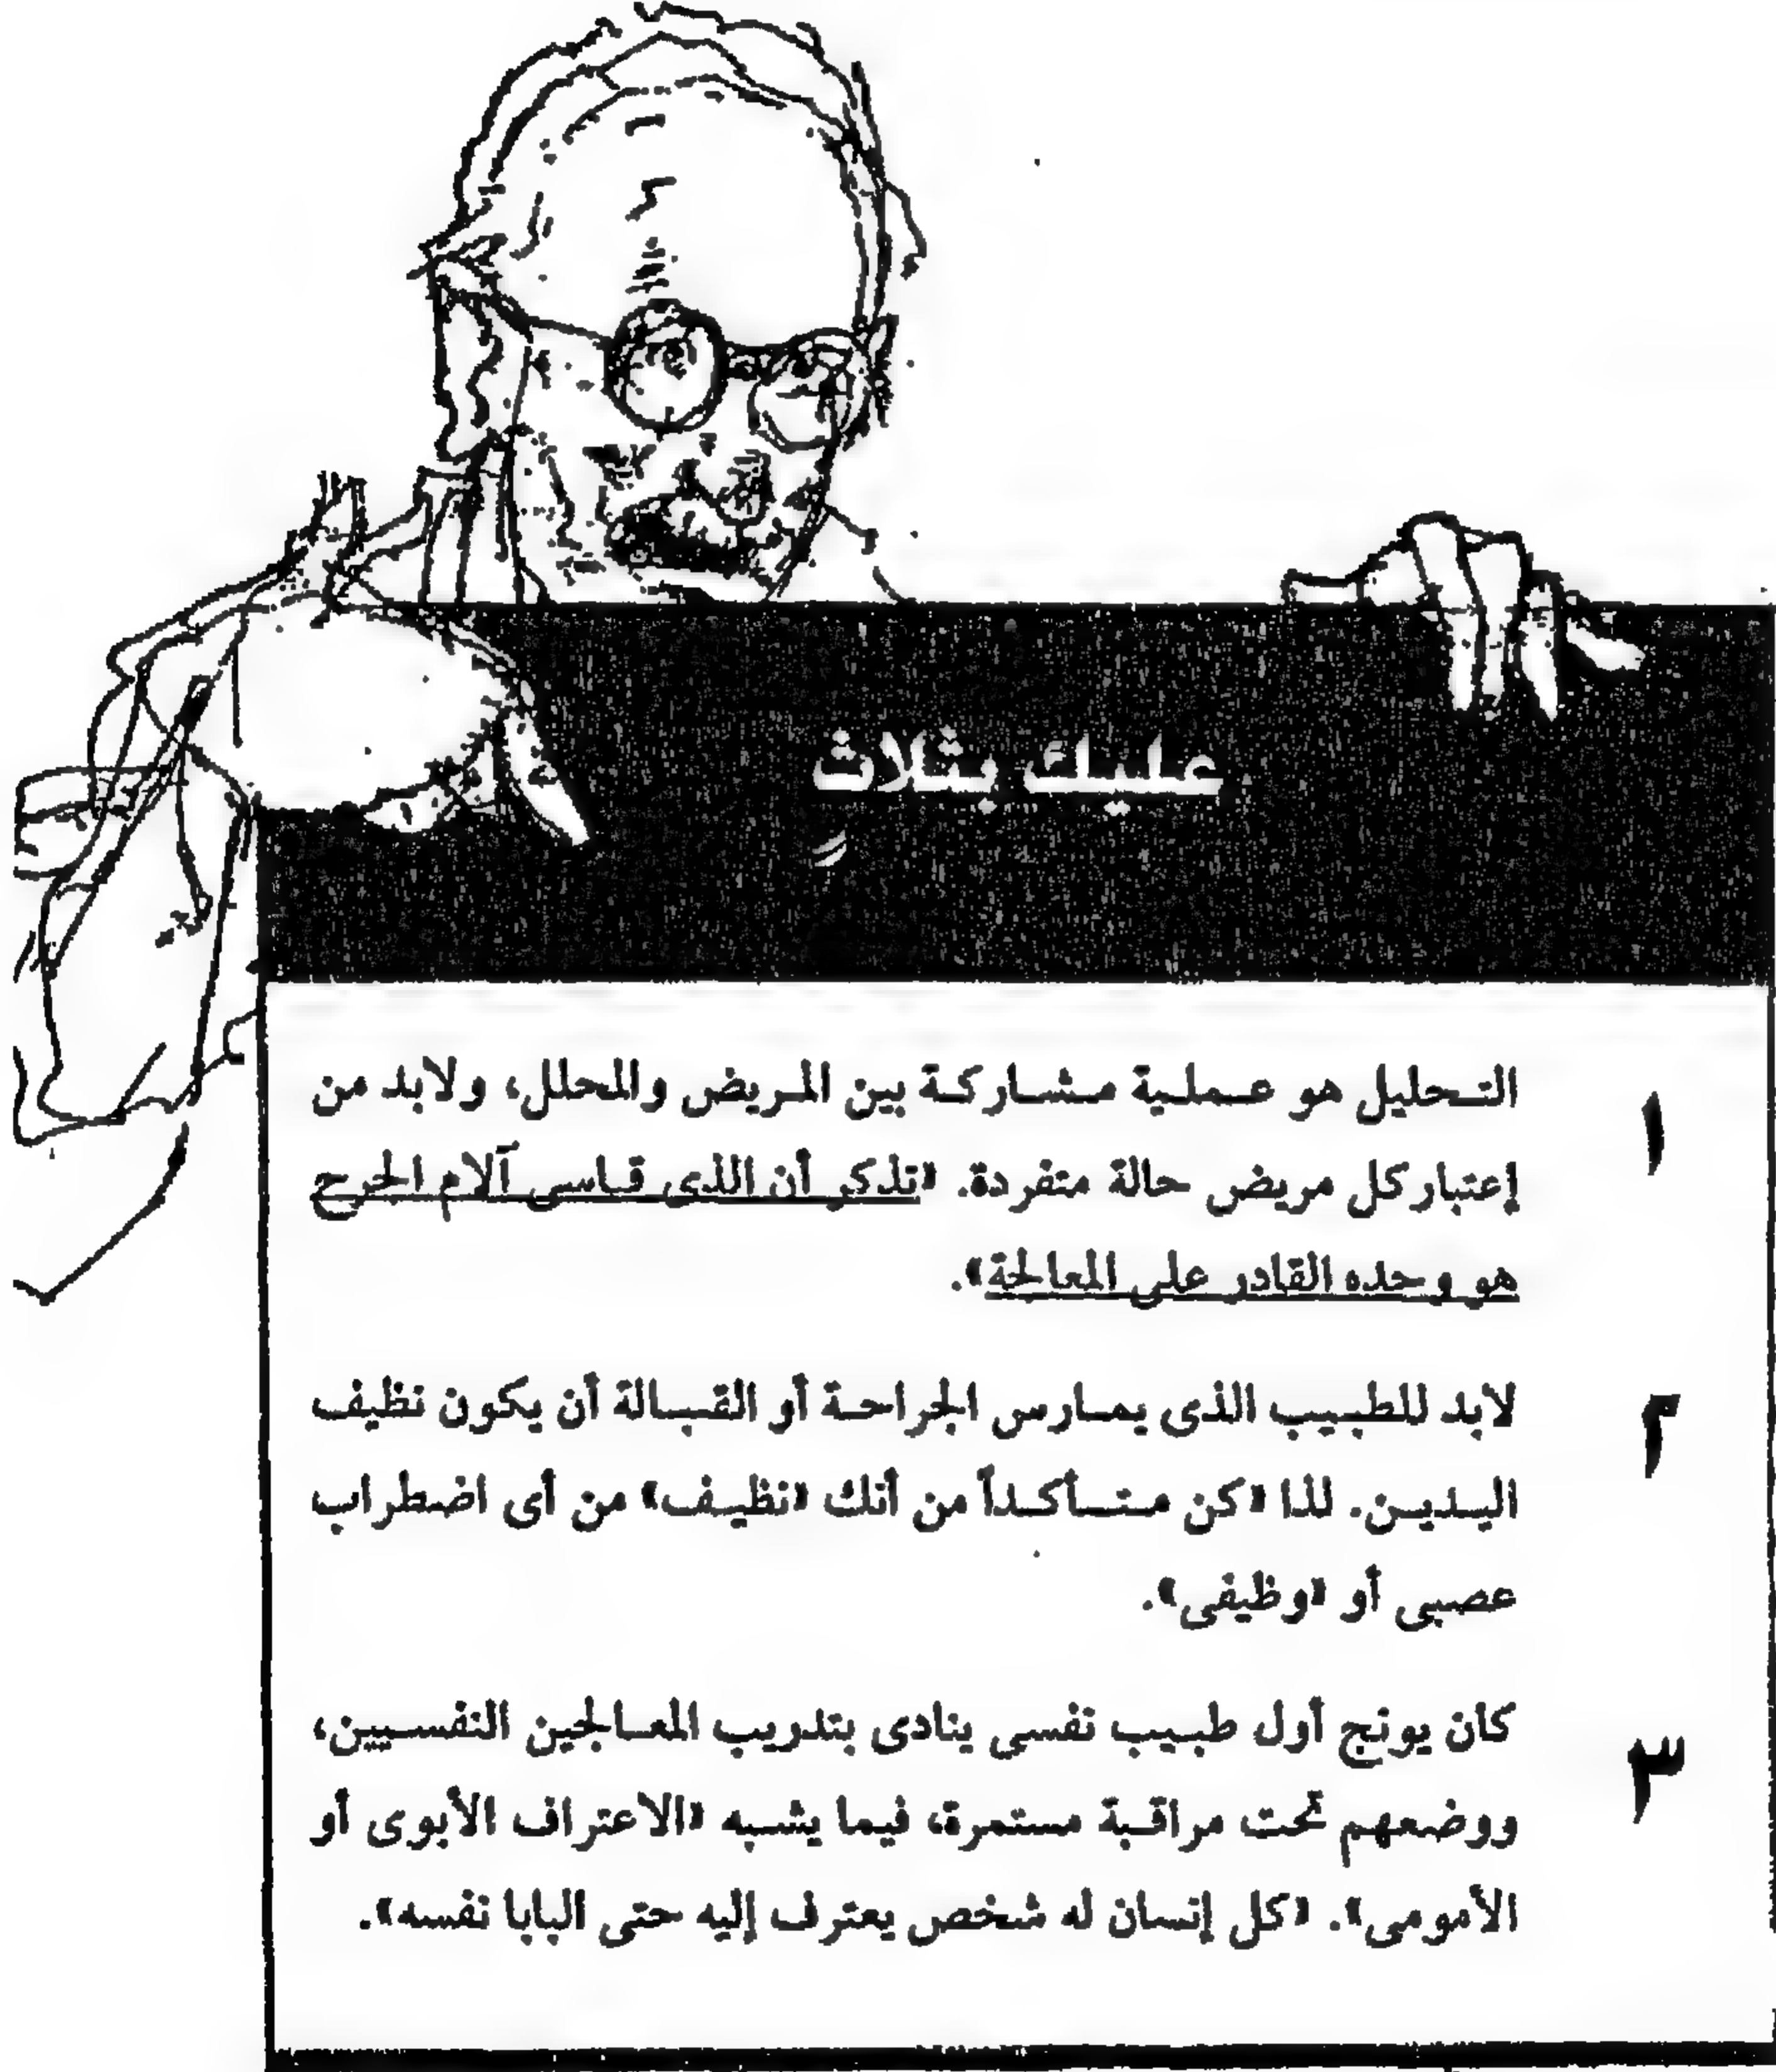 عليك بثلاث
١
التحليل هو عملية مشاركة بين المريض والمحلل، ولابد من
إعتبار كل مريض حالة متفردة. «تذكر أن الذى قاسى آلام الجرح
هو وحده القادر على المعالجة».
٢
لابد للطبيب الذى يمارس الجراحة أو القبالة أن يكون نظيف
اليدين. لذا «كن متأكداً من أنك «نظيف» من أى اضطراب
عصبى أو «وظيفى».
٣
كان يونج أول طبيب نفسى ينادى بتدريب المعالجين النفسيين،
ووضعهم تحت مراقبة مستمرة، فيما يشبه «الاعتراف الأبوى أو
الأمومى». «كل إنسان له شخص يعترف إليه حتى البابا نفسه».